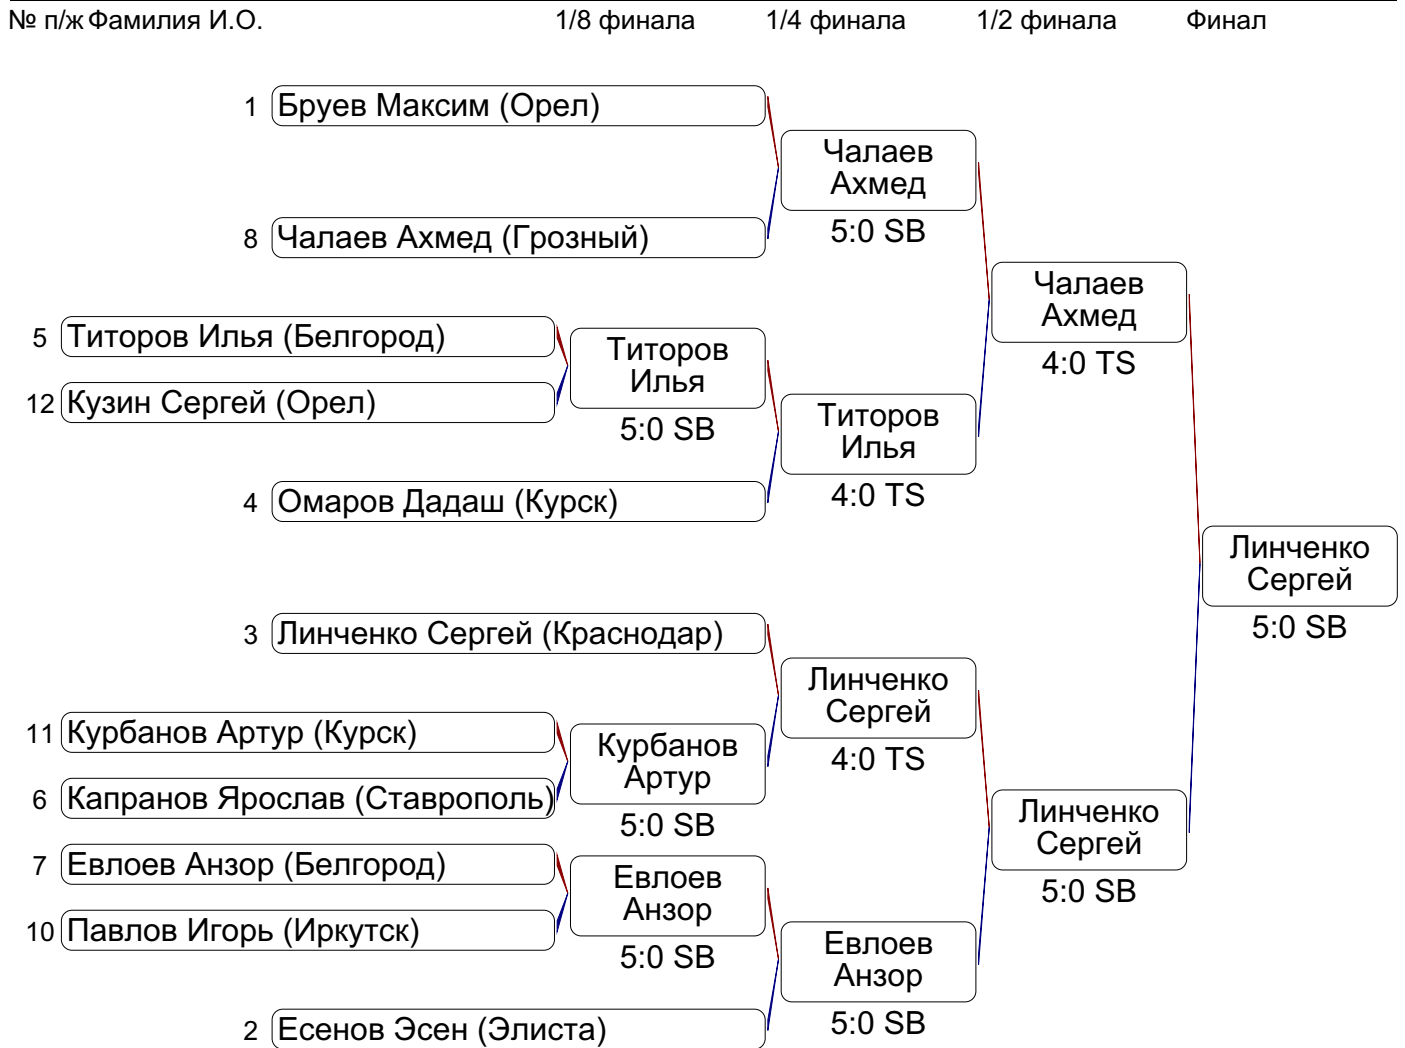 № п/ж Фамилия И.О. 1/8 финала 1/4 финала 1/2 финала Финал
1 Бруев Максим (Орел)
Чалаев
Ахмед
5:0 SB
8 Чалаев Ахмед (Грозный)
Чалаев
Ахмед
4:0 TS
5 Титоров Илья (Белгород)
Титоров
Илья
5:0 SB
12 Кузин Сергей (Орел)
Титоров
Илья
4:0 TS
4 Омаров Дадаш (Курск)
Линченко
Сергей
5:0 SB
3 Линченко Сергей (Краснодар)
Линченко
Сергей
4:0 TS
11 Курбанов Артур (Курск)
Курбанов
Артур
5:0 SB
6 Капранов Ярослав (Ставрополь)
Линченко
Сергей
5:0 SB
7 Евлоев Анзор (Белгород)
Евлоев
Анзор
5:0 SB
10 Павлов Игорь (Иркутск)
Евлоев
Анзор
5:0 SB
2 Есенов Эсен (Элиста)